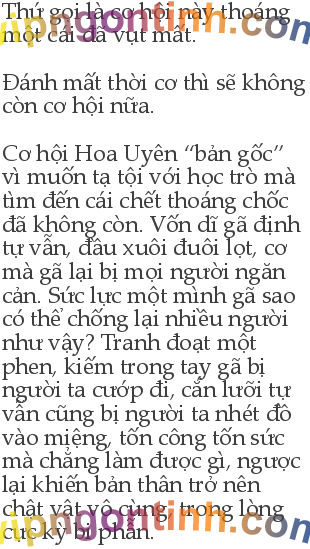 Thứ gọi là cơ hội này thoáng
một cái đã vụt mất.
Đánh mất thời cơ thì sẽ không
còn cơ hội nữa.
Cơ hội Hoa Uyên “bản gốc”
vì muốn tạ tội với học trò mà
tìm đến cái chết thoáng chốc
đã không còn. Vốn dĩ gã định
tự vẫn, đầu xuôi đuôi lọt, cơ
mà gã lại bị mọi người ngăn
cản. Sức lực một mình gã sao
có thể chống lại nhiều người
như vậy? Tranh đoạt một
phen, kiếm trong tay gã bị
người ta cướp đi, cắn lưỡi tự
vẫn cũng bị người ta nhét đồ
vào miệng, tốn công tốn sức
mà chẳng làm được gì, ngược
lại khiến bản thân trở nên
chật vật vô cùng, trong lòng
cực kỳ bi phẫn.
vipngontinh.com
vipngontinh.com